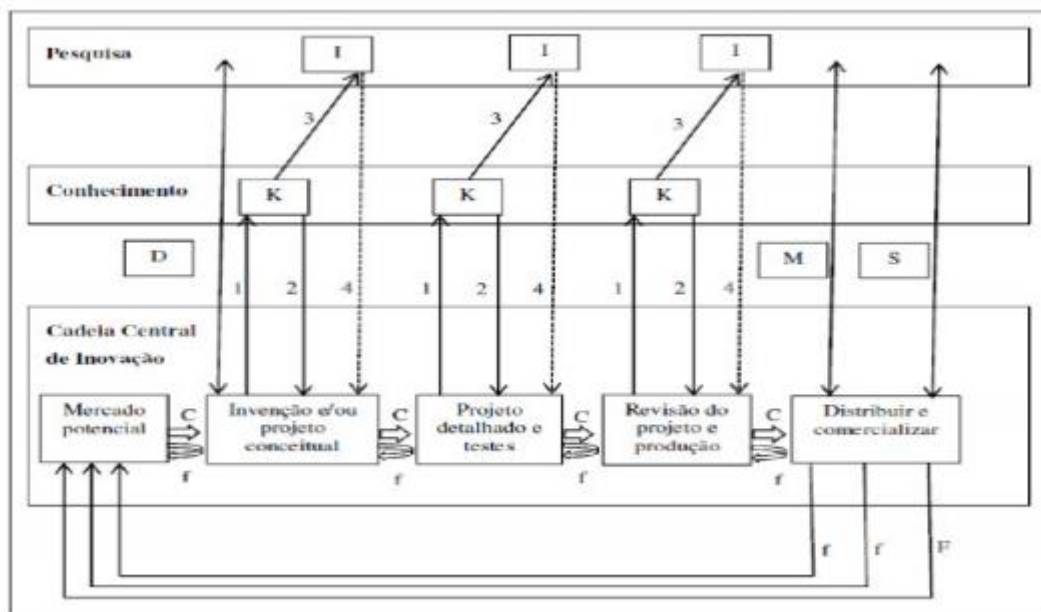 Pesquisa
I
I
I
3
3
3
Conhecimento
K
K
K
D
M
S
1
2
4
1
2
4
1
2
4
Cadeia Central
de Inovação
Mercado
potencial
C
f
Invenção e/ou
projeto
conceitual
C
f
Projeto
detalhado e
testes
C
f
Revisão do
projeto e
produção
C
f
Distribuir e
comercializar
f
f
F